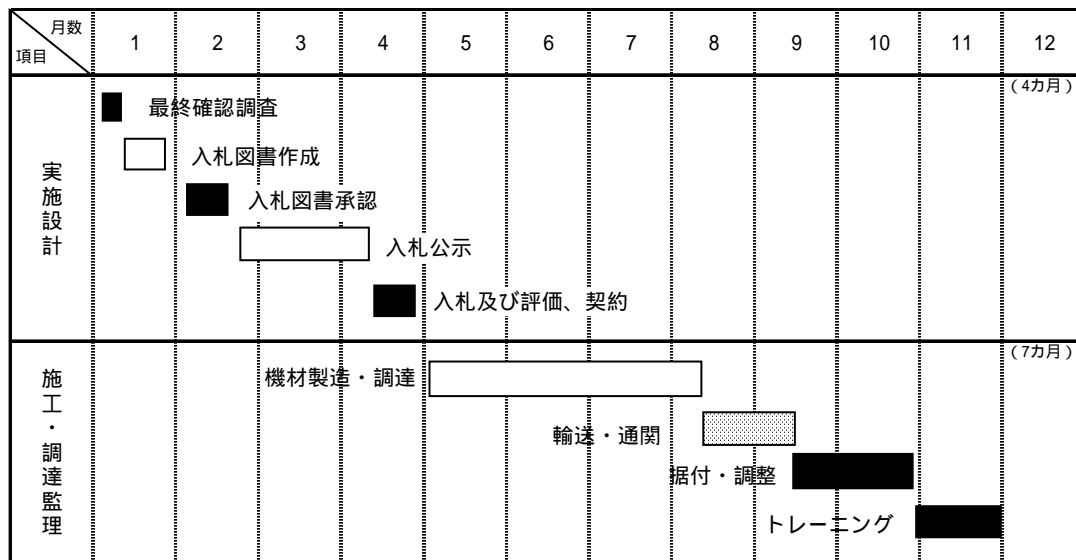 月数
項目
1 2 3 4 5 6 7 8 9 10 11 12
(4カ月)
実施設計
最終確認調査
入札図書作成
入札図書承認
入札公示
入札及び評価、契約
(7カ月)
施工・調達監理
機材製造・調達
輸送・通関
据付・調整
トレーニング